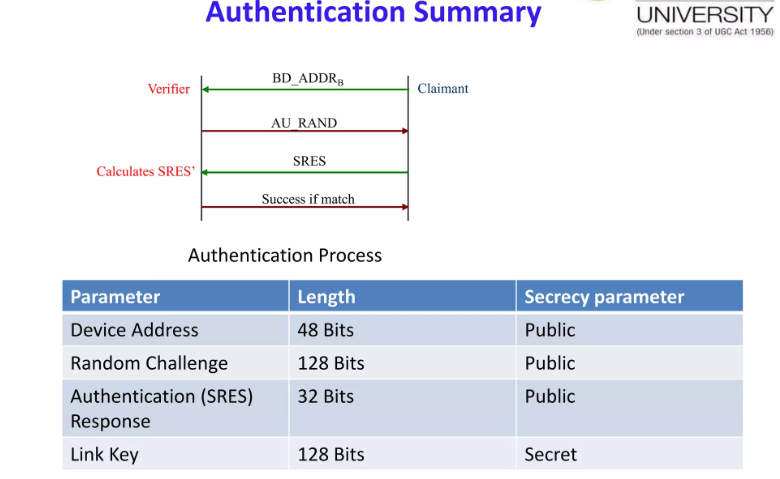 Authentication Summary
UNIVERSITY
(Under section 3 of UGC Act 1956)
Verifier
BD_ADDRB
Claimant
AU_RAND
SRES
Calculates SRES’
Success if match
Authentication Process
Parameter Length Secrecy parameter
Device Address 48 Bits Public
Random Challenge 128 Bits Public
Authentication (SRES) 32 Bits Public
Response
Link Key 128 Bits Secret